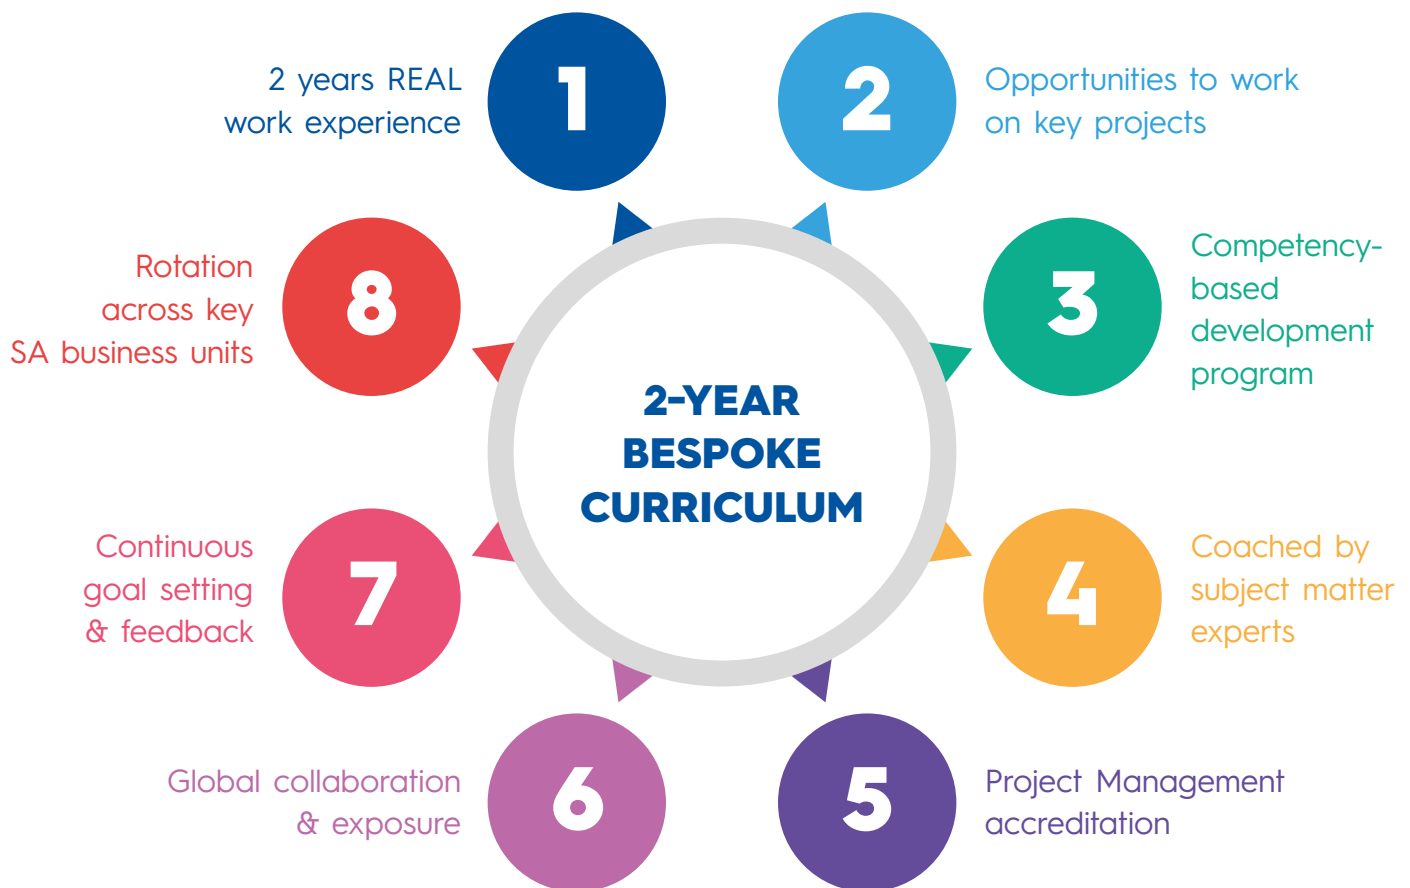 1
2 years REAL
work experience
2
Opportunities to work
on key projects
3
Competency-
based
development
program
4
Coached by
subject matter
experts
5
Project Management
accreditation
6
Global collaboration
& exposure
7
Continuous
goal setting
& feedback
8
Rotation
across key
SA business units
2-YEAR
BESPOKE
CURRICULUM